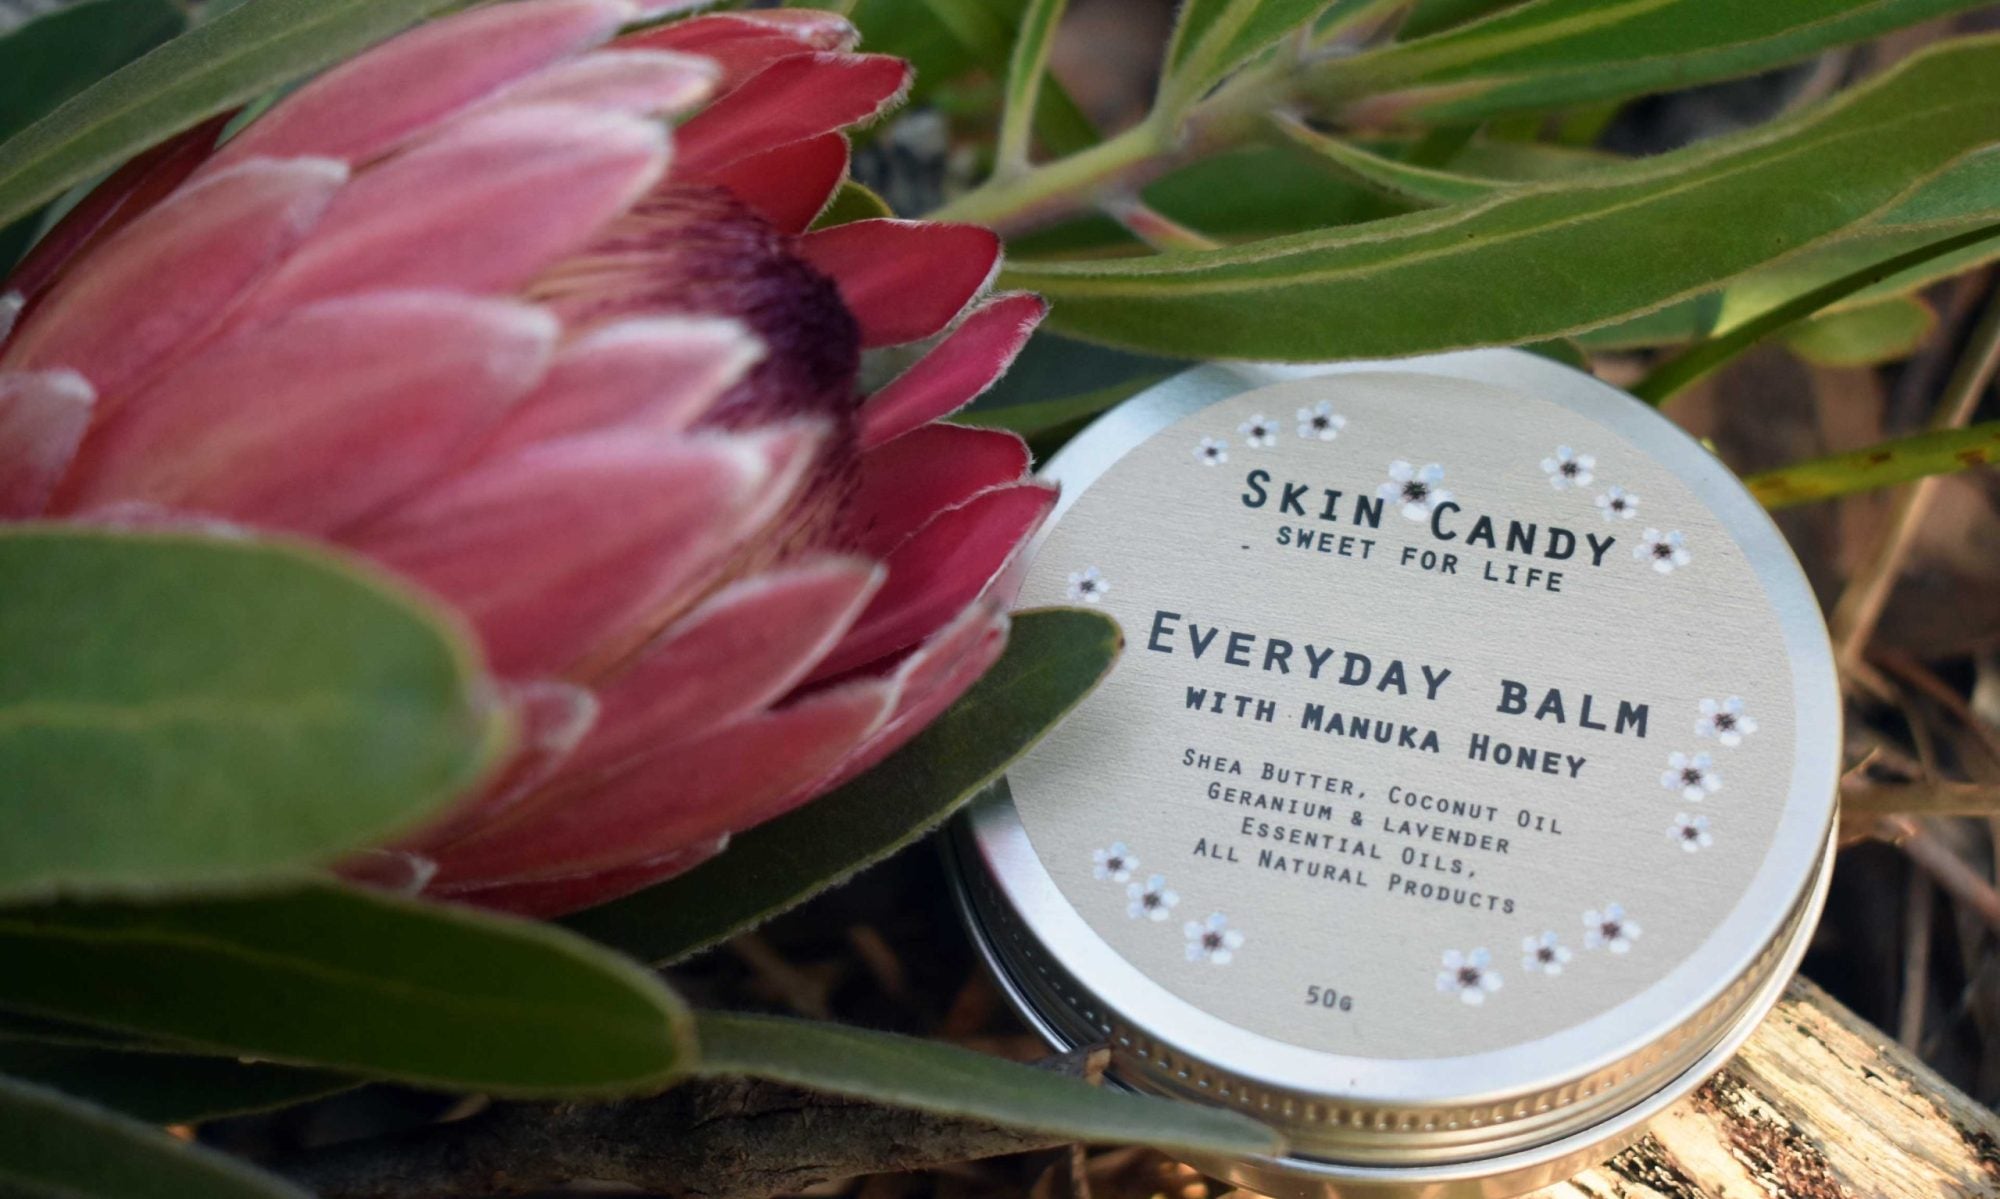 Skin Candy
sweet for life
Everyday balm
with Manuka Honey
Shea Butter, Coconut Oil
Geranium & lavender
Essential Oils,
All Natural Products
50g